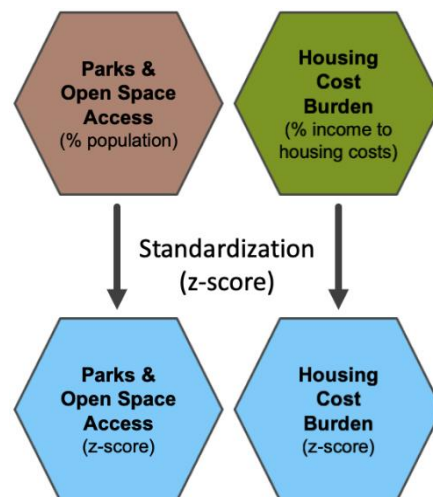 Parks &
Open Space
Access
(% population)
Housing
Cost
Burden
(% income to
housing costs)
Standardization
(z-score)
Parks &
Open Space
Access
(z-score)
Housing
Cost
Burden
(z-score)